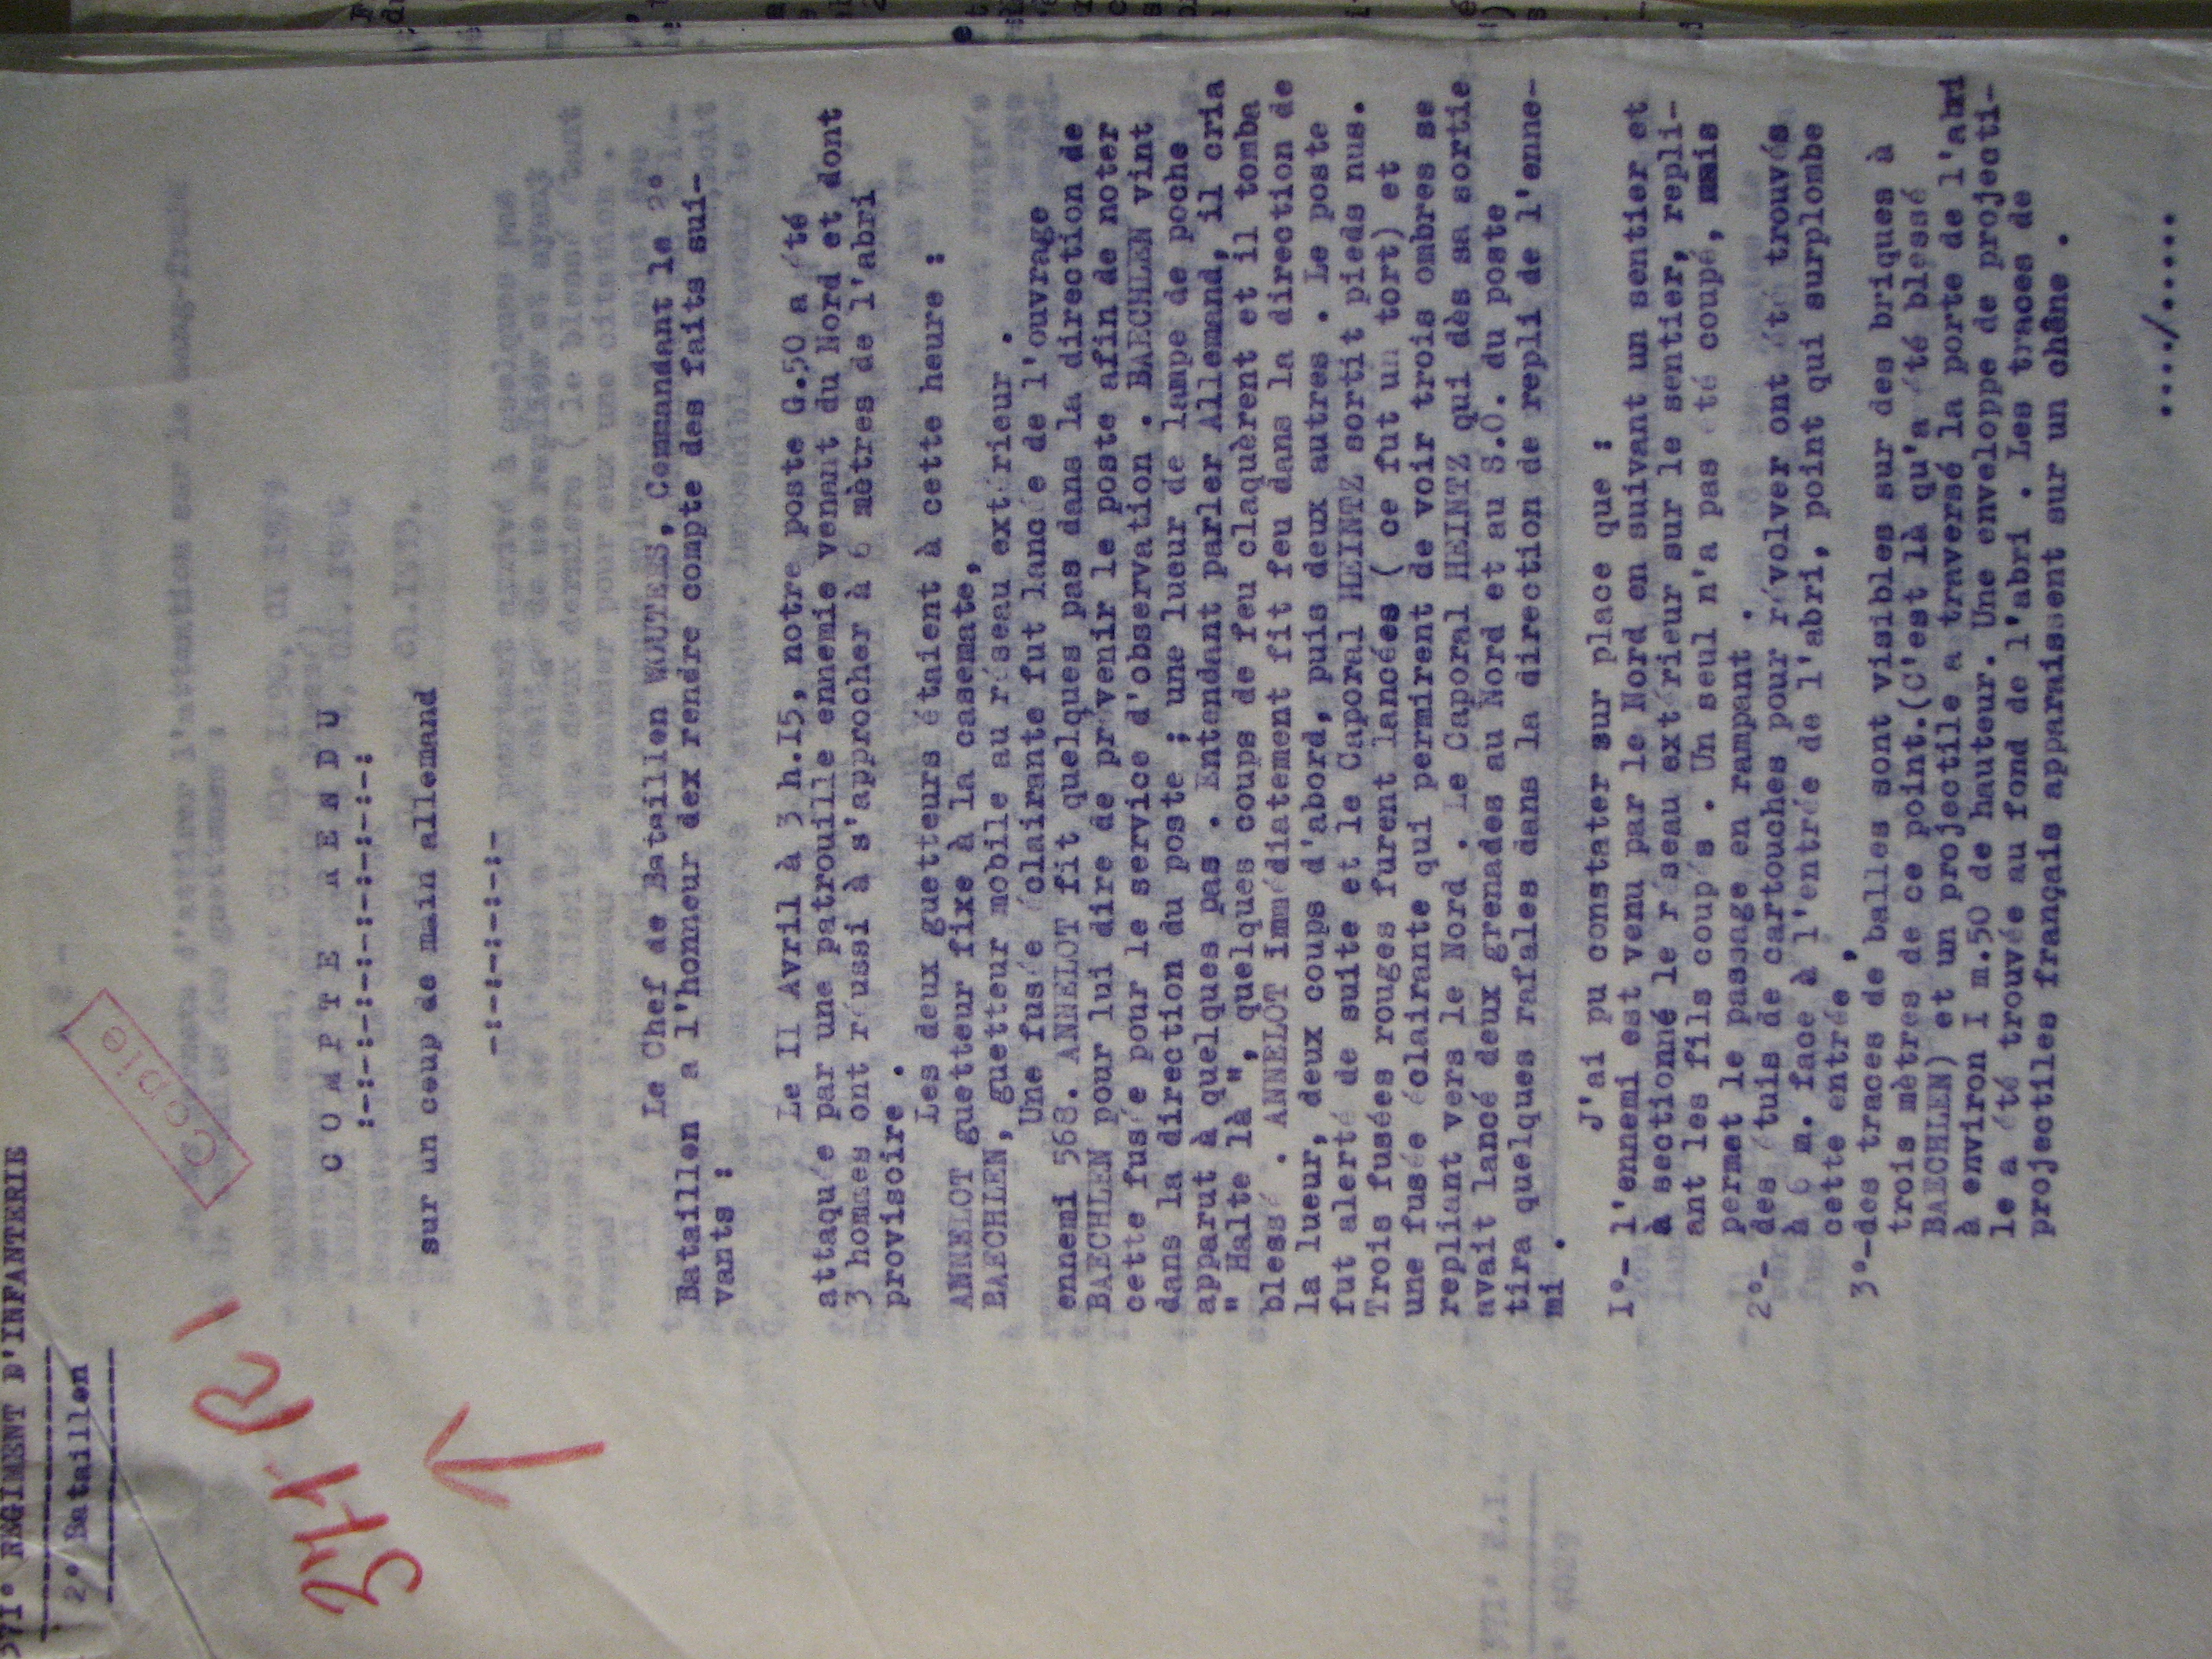 371° REGIMENT D'INFANTERIE
2° Bataillon
Copie
371 RI
C O M P T E R E N D U
:-:-:-:-:-:-:-:-:-:-:
sur un coup de main allemand
-:-:-:-:-:-
Le Chef de Bataillon WOUTERS, Commandant le 2°
Bataillon a l'honneur dex rendre compte des faits sui-
vants :
Le II Avril à 3 h.I5, notre poste G.50 a été
attaquée par une patrouille ennemie venant du Nord et dont
3 hommes ont réussi à s'approcher à 6 mètres de l'abri
provisoire .
Les deux guetteurs étaient à cette heure :
ANNELOT guetteur fixe à la casemate,
BAECHLEN, guetteur mobile au réseau extérieur .
Une fusée éclairante fut lancée de l'ouvrage
ennemi 568. ANNELOT fit quelques pas dans la direction de
BAECHLEN pour lui dire de prévenir le poste afin de noter
cette fusée pour le service d'observation . BAECHLEN vint
dans la direction du poste ; une lueur de lampe de poche
apparut à quelques pas . Entendant parler Allemand, il cria
" Halte là ", quelques coups de feu claquèrent et il tomba
blessé . ANNELOT immédiatement fit feu dans la direction de
la lueur, deux coups d'abord, puis deux autres . Le poste
fut alerté de suite et le Caporal HEINTZ sortit pieds nus.
Trois fusées rouges furent lancées ( ce fut un tort) et
une fusée éclairante qui permirent de voir trois ombres se
repliant vers le Nord . Le Caporal HEINTZ qui dès sa sortie
avait lancé deux grenades au Nord et au S.O. du poste
tira quelques rafales dans la direction de repli de l'enne-
mi .
J'ai pu constater sur place que :
I°- l'ennemi est venu par le Nord en suivant un sentier et
à sectionné le réseau extérieur sur le sentier, repli-
ant les fils coupés . Un seul n'a pas été coupé, mais
permet le passage en rampant .
2°- des étuis de cartouches pour révolver ont été trouvés
à 6 m. face à l'entrée de l'abri, point qui surplombe
cette entrée ,
3°-des traces de balles sont visibles sur des briques à
trois mètres de ce point.(C'est là qu'a été blessé
BAECHLEN) et un projectile a traversé la porte de l'abri
à environ I m.50 de hauteur. Une enveloppe de projecti-
le a été trouvée au fond de l'abri . Les traces de
projectiles français apparaissent sur un chêne .
..../.....